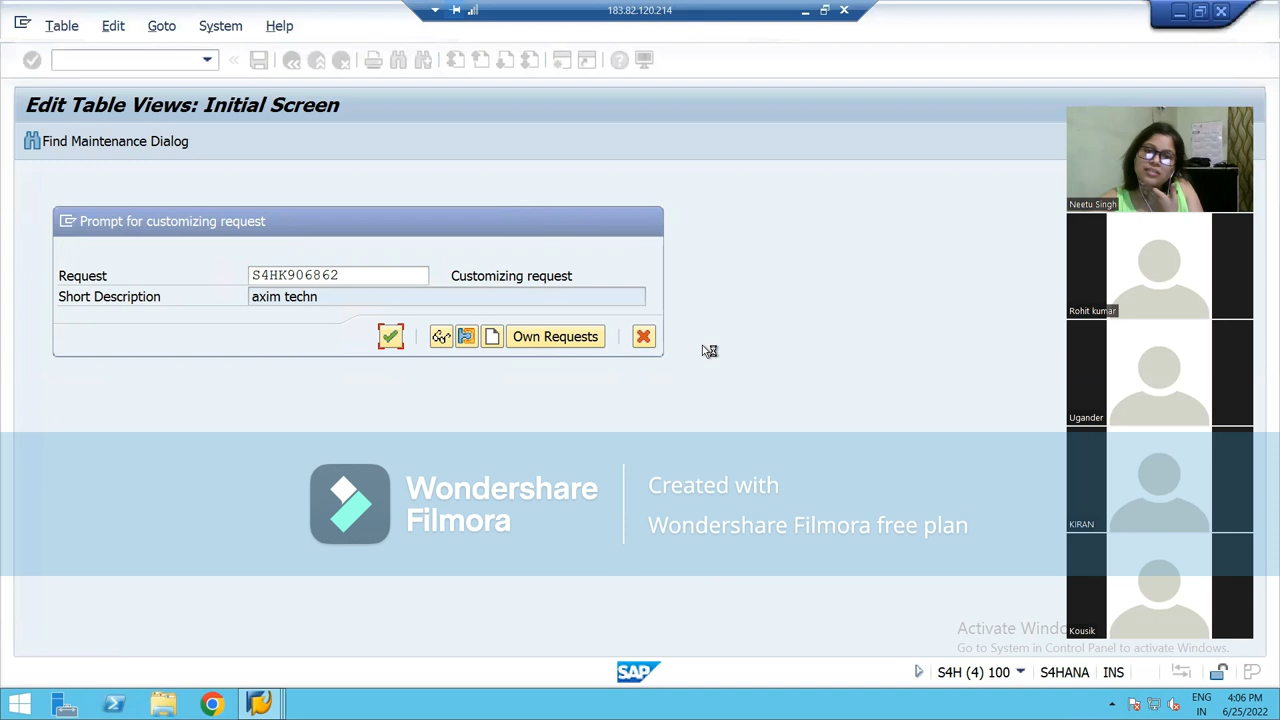 183.82.120.214
Table Edit Goto System Help
Edit Table Views: Initial Screen
Find Maintenance Dialog
Prompt for customizing request
Request S4HK906862 Customizing request
Short Description axim techn
Own Requests
Neetu Singh
Rohit kumar
Ugander
KIRAN
Kousik
Wondershare
Filmora
Created with
Wondershare Filmora free plan
Activate Windo
Go to System in Control Panel to activate Windows.
SAP
S4H (4) 100 S4HANA INS
ENG
IN
4:06 PM
6/25/2022